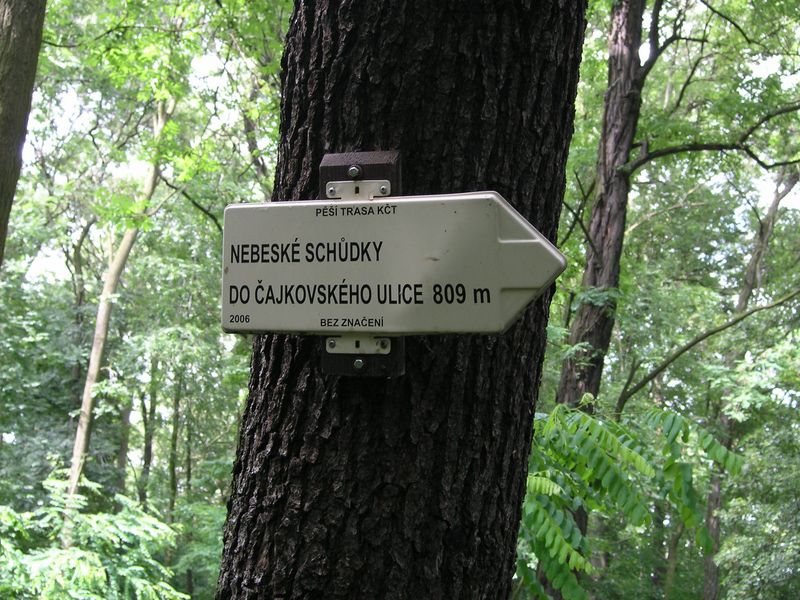 PĚŠÍ TRASA KČT
NEBESKÉ SCHŮDKY
DO ČAJKOVSKÉHO ULICE 809 m
2006 BEZ ZNAČENÍ